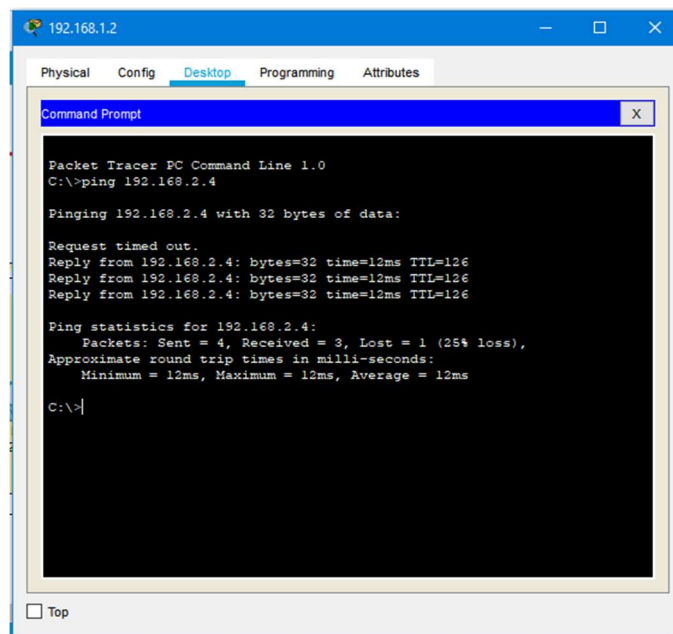 192.168.1.2
Physical Config Desktop Programming Attributes
Command Prompt X
Packet Tracer PC Command Line 1.0
C:\>ping 192.168.2.4
Pinging 192.168.2.4 with 32 bytes of data:
Request timed out.
Reply from 192.168.2.4: bytes=32 time=12ms TTL=126
Reply from 192.168.2.4: bytes=32 time=12ms TTL=126
Reply from 192.168.2.4: bytes=32 time=12ms TTL=126
Ping statistics for 192.168.2.4:
Packets: Sent = 4, Received = 3, Lost = 1 (25% loss),
Approximate round trip times in milli-seconds:
Minimum = 12ms, Maximum = 12ms, Average = 12ms
C:\>
Top